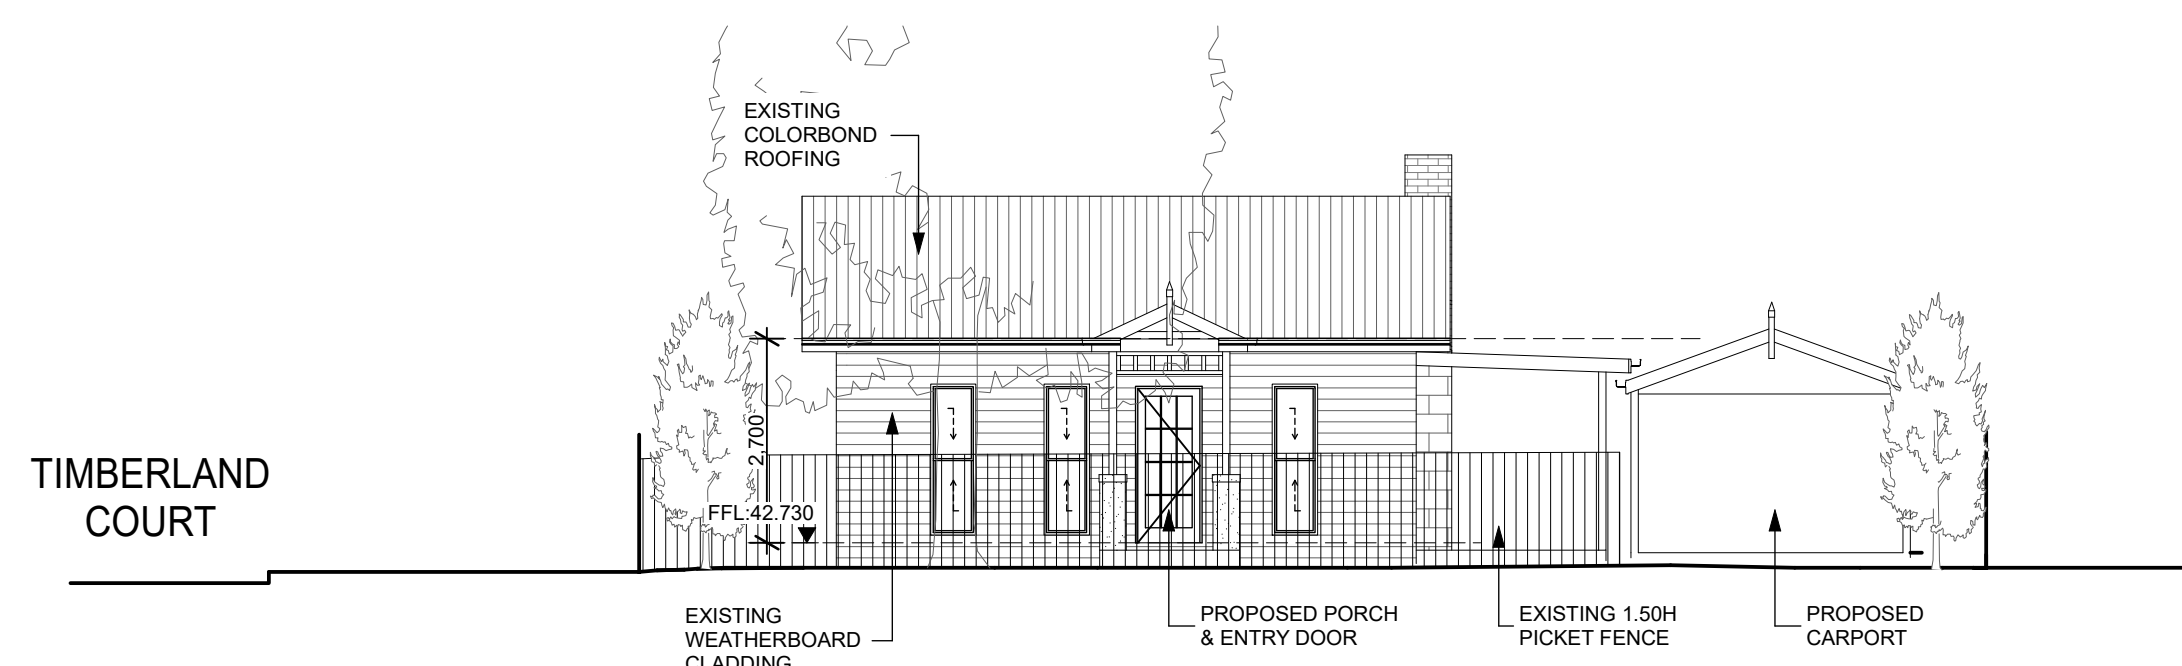 EXISTING
COLORBOND
ROOFING
2,700
TIMBERLAND
COURT
FFL:42.730
EXISTING
WEATHERBOARD
CLADDING
PROPOSED PORCH
& ENTRY DOOR
EXISTING 1.50H
PICKET FENCE
PROPOSED
CARPORT